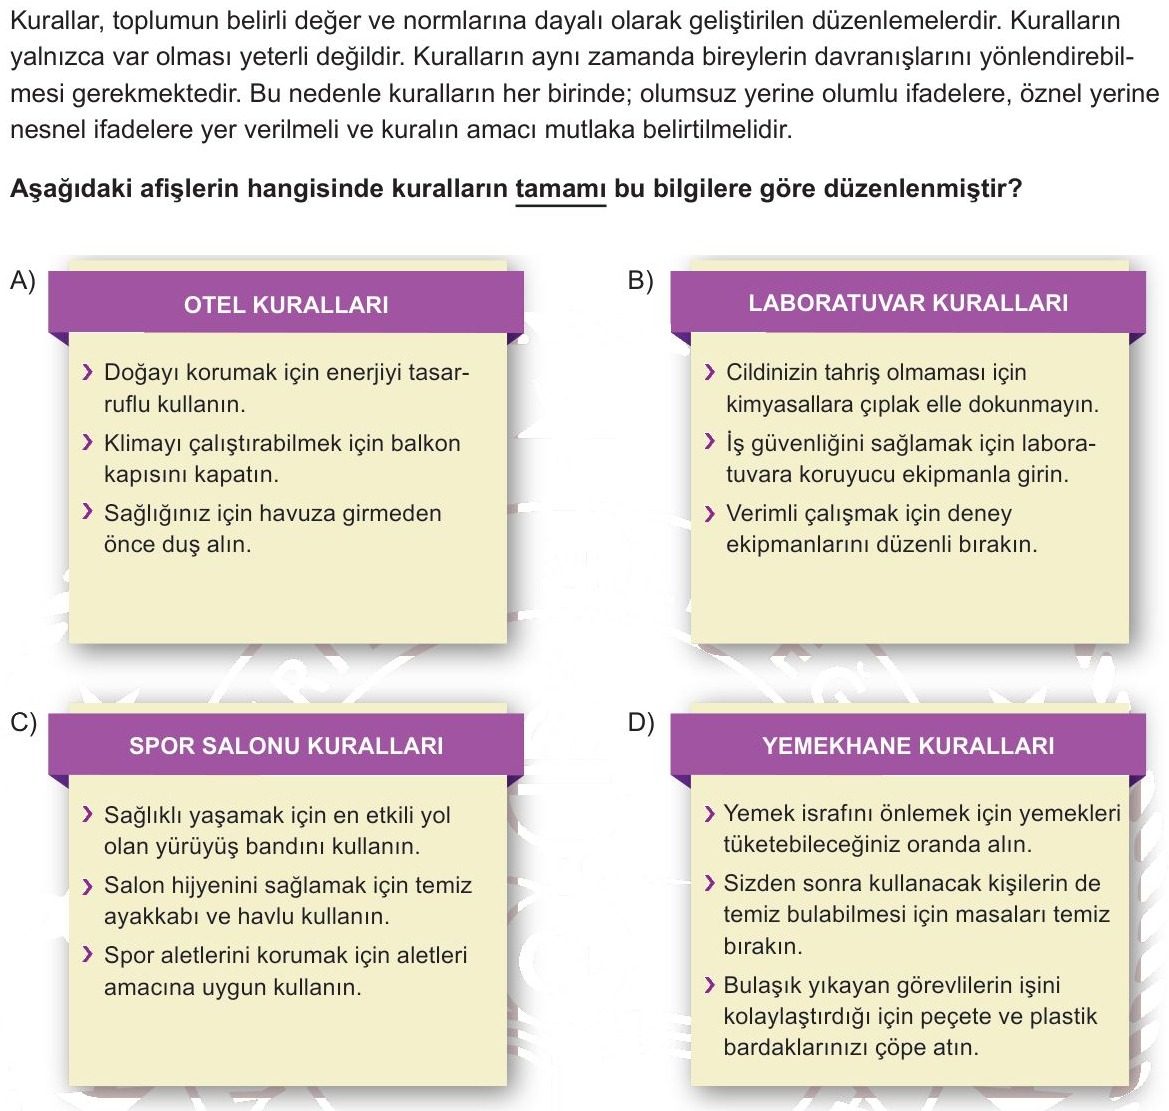 Kurallar, toplumun belirli değer ve normlarına dayalı olarak geliştirilen düzenlemelerdir. Kuralların
yalnızca var olması yeterli değildir. Kuralların aynı zamanda bireylerin davranışlarını yönlendirebil-
mesi gerekmektedir. Bu nedenle kuralların her birinde; olumsuz yerine olumlu ifadelere, öznel yerine
nesnel ifadelere yer verilmeli ve kuralın amacı mutlaka belirtilmelidir.
Aşağıdaki afişlerin hangisinde kuralların tamamı bu bilgilere göre düzenlenmiştir?
A)
OTEL KURALLARI
Doğayı korumak için enerjiyi tasar-
ruflu kullanın.
Klimayı çalıştırabilmek için balkon
kapısını kapatın.
Sağlığınız için havuza girmeden
önce duş alın.
B)
LABORATUVAR KURALLARI
Cildinizin tahriş olmaması için
kimyasallara çıplak elle dokunmayın.
İş güvenliğini sağlamak için labora-
tuvara koruyucu ekipmanla girin.
Verimli çalışmak için deney
ekipmanlarını düzenli bırakın.
C)
SPOR SALONU KURALLARI
Sağlıklı yaşamak için en etkili yol
olan yürüyüş bandını kullanın.
Salon hijyenini sağlamak için temiz
ayakkabı ve havlu kullanın.
Spor aletlerini korumak için aletleri
amacına uygun kullanın.
D)
YEMEKHANE KURALLARI
Yemek israfını önlemek için yemekleri
tüketebileceğiniz oranda alın.
Sizden sonra kullanacak kişilerin de
temiz bulabilmesi için masaları temiz
bırakın.
Bulaşık yıkayan görevlilerin işini
kolaylaştırdığı için peçete ve plastik
bardaklarınızı çöpe atın.